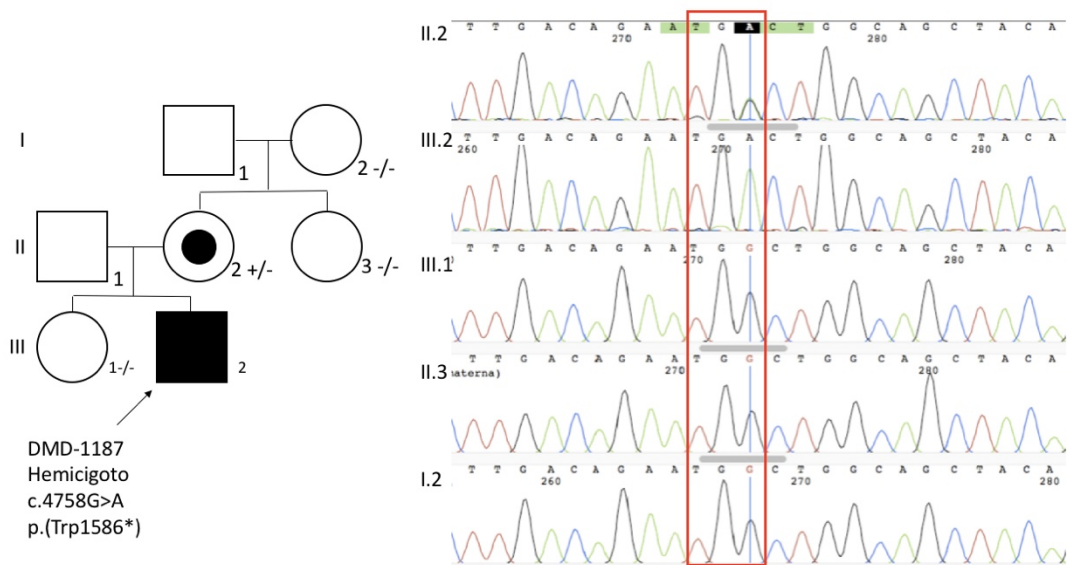 I
1
2 -/-
II
1
2 +/-
3 -/-
III
1-/-
2
DMD-1187
Hemicigoto
c.4758G>A
p.(Trp1586*)
II.2
T T G A C A G A A T G A C T G G C A G C T A C A
270
280
III.2
T T G A C A G A A T G A C T G G C A G C T A C A
260
270
280
III.1
T T G A C A G A A T G G C T G G C A G C T A C A
270
280
II.3
T T G A C A G A A T G G C T G G C A G C T A C A
materna)
270
280
I.2
T T G A C A G A A T G G C T G G C A G C T A C A
260
270
280